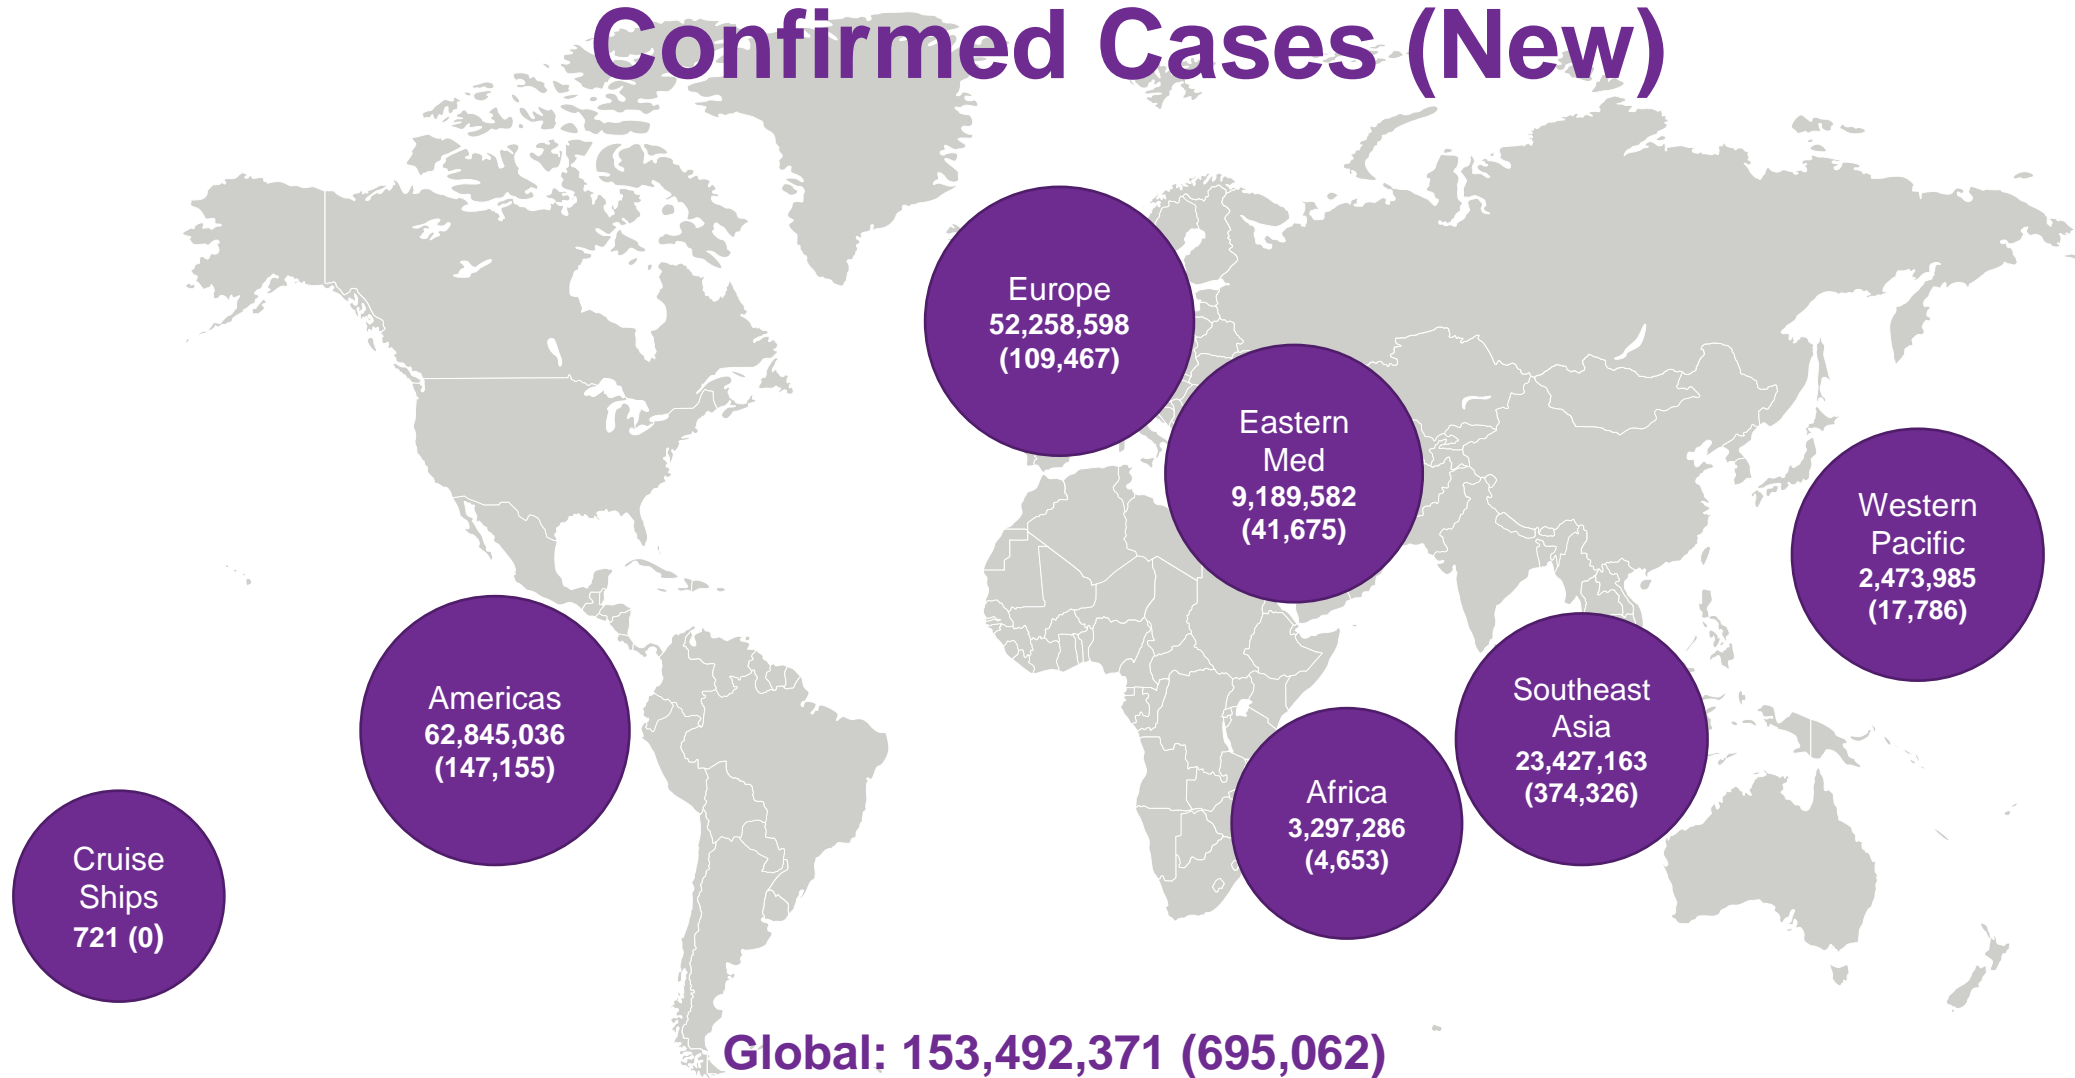 Confirmed Cases (New)
Europe
52,258,598
(109,467)
Eastern
Med
9,189,582
(41,675)
Western
Pacific
2,473,985
(17,786)
Americas
62,845,036
(147,155)
Southeast
Asia
23,427,163
(374,326)
Africa
3,297,286
(4,653)
Cruise
Ships
721 (0)
Global: 153,492,371 (695,062)